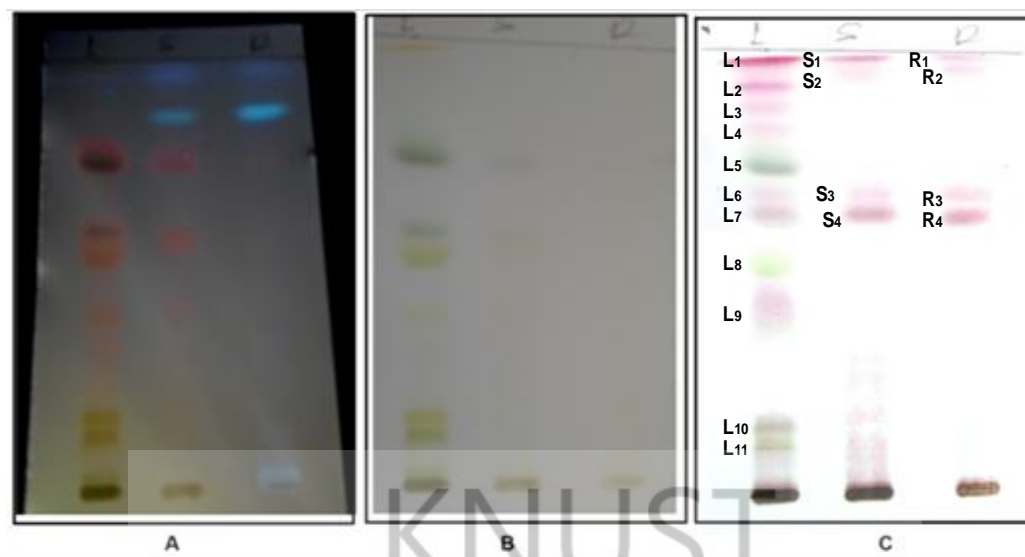 L S D
L S D
L S D
L1 S1 R1
L2 S2 R2
L3
L4
L5
L6 S3 R3
L7 S4 R4
L8
L9
L10
L11
KNUST
A B C